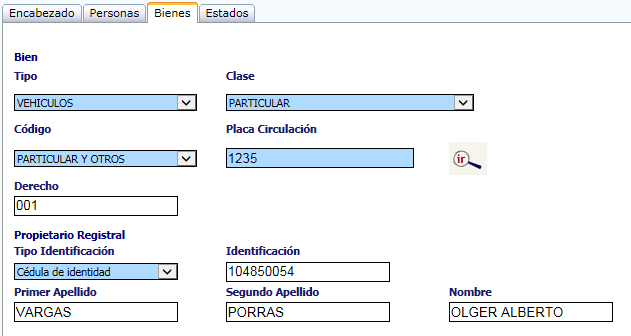 Encabezado Personas Bienes Estados
Bien
Tipo Clase
VEHICULOS PARTICULAR
Código Placa Circulación
PARTICULAR Y OTROS 1235 ir
Derecho
001
Propietario Registral
Tipo Identificación Identificación
Cédula de identidad 104850054
Primer Apellido Segundo Apellido Nombre
VARGAS PORRAS OLGER ALBERTO